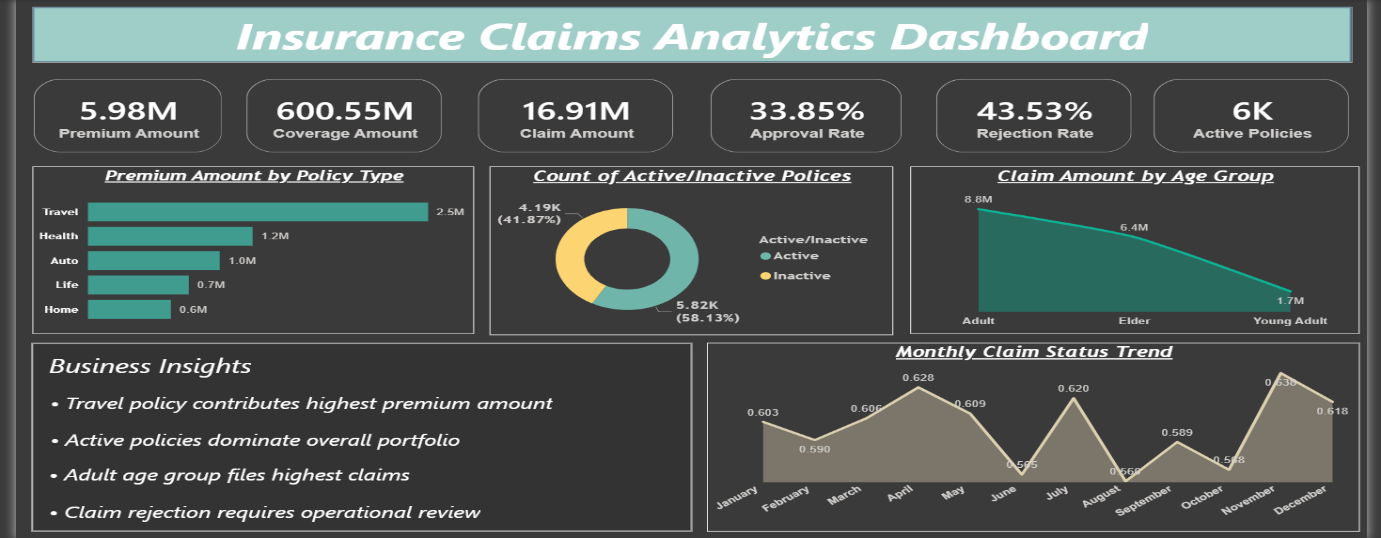 Insurance Claims Analytics Dashboard
5.98M
Premium Amount
600.55M
Coverage Amount
16.91M
Claim Amount
33.85%
Approval Rate
43.53%
Rejection Rate
6K
Active Policies
Premium Amount by Policy Type
Travel 2.5M
Health 1.2M
Auto 1.0M
Life 0.7M
Home 0.6M
Count of Active/Inactive Polices
4.19K
(41.87%)
Active/Inactive
Active
Inactive
5.82K
(58.13%)
Claim Amount by Age Group
8.8M
6.4M
1.7M
Adult Elder Young Adult
Business Insights
• Travel policy contributes highest premium amount
• Active policies dominate overall portfolio
• Adult age group files highest claims
• Claim rejection requires operational review
Monthly Claim Status Trend
0.603 0.590 0.606 0.628 0.609 0.565 0.620 0.589 0.618
January February March April May June July August September October November December